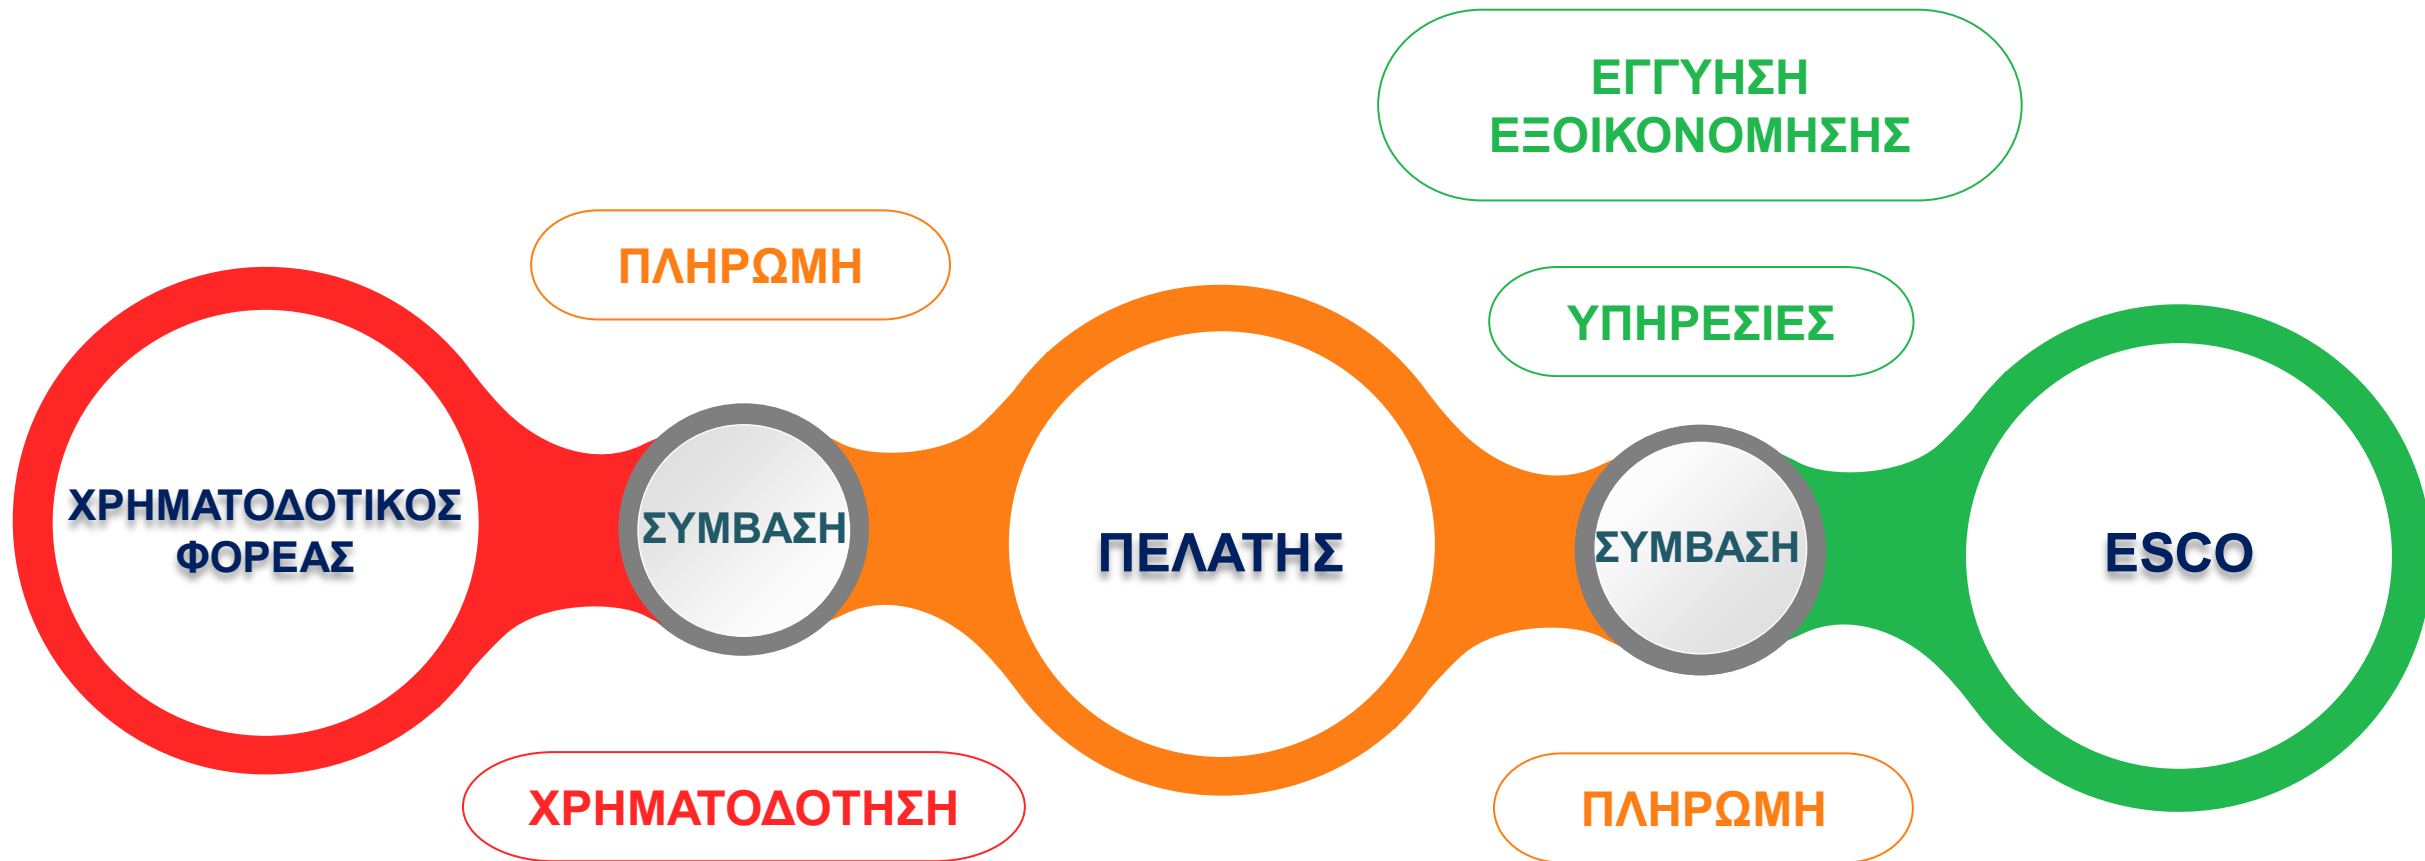 ΕΓΓΥΗΣΗ
ΕΞΟΙΚΟΝΟΜΗΣΗΣ
ΠΛΗΡΩΜΗ
ΥΠΗΡΕΣΙΕΣ
ΧΡΗΜΑΤΟΔΟΤΙΚΟΣ
ΦΟΡΕΑΣ
ΣΥΜΒΑΣΗ
ΠΕΛΑΤΗΣ
ΣΥΜΒΑΣΗ
ESCO
ΧΡΗΜΑΤΟΔΟΤΗΣΗ
ΠΛΗΡΩΜΗ